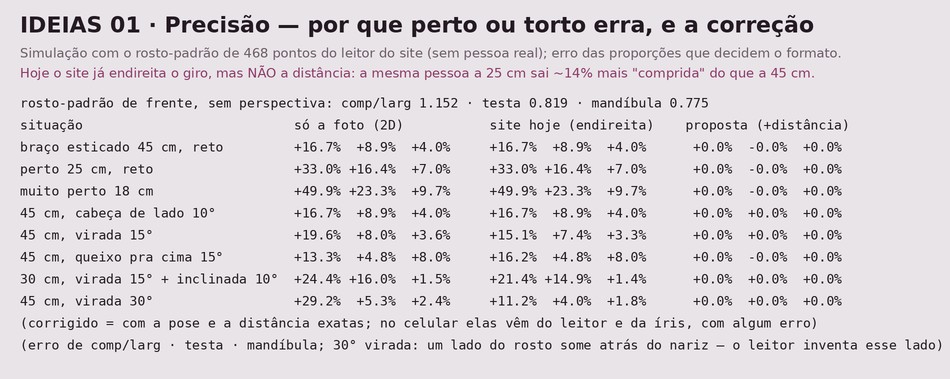 IDEIAS 01 · Precisão — por que perto ou torto erra, e a correção
Simulação com o rosto-padrão de 468 pontos do leitor do site (sem pessoa real); erro das proporções que decidem o formato.
Hoje o site já endireita o giro, mas NÃO a distância: a mesma pessoa a 25 cm sai ~14% mais "comprida" do que a 45 cm.
rosto-padrão de frente, sem perspectiva: comp/larg 1.152 · testa 0.819 · mandíbula 0.775
situação só a foto (2D) site hoje (endireita) proposta (+distância)
braço esticado 45 cm, reto +16.7% +8.9% +4.0% +16.7% +8.9% +4.0% +0.0% -0.0% +0.0%
perto 25 cm, reto +33.0% +16.4% +7.0% +33.0% +16.4% +7.0% +0.0% -0.0% +0.0%
muito perto 18 cm +49.9% +23.3% +9.7% +49.9% +23.3% +9.7% +0.0% -0.0% +0.0%
45 cm, cabeça de lado 10° +16.7% +8.9% +4.0% +16.7% +8.9% +4.0% +0.0% +0.0% +0.0%
45 cm, virada 15° +19.6% +8.0% +3.6% +15.1% +7.4% +3.3% +0.0% +0.0% +0.0%
45 cm, queixo pra cima 15° +13.3% +4.8% +8.0% +16.2% +4.8% +8.0% +0.0% -0.0% +0.0%
30 cm, virada 15° + inclinada 10° +24.4% +16.0% +1.5% +21.4% +14.9% +1.4% +0.0% +0.0% +0.0%
45 cm, virada 30° +29.2% +5.3% +2.4% +11.2% +4.0% +1.8% +0.0% +0.0% +0.0%
(corrigido = com a pose e a distância exatas; no celular elas vêm do leitor e da íris, com algum erro)
(erro de comp/larg · testa · mandíbula; 30° virada: um lado do rosto some atrás do nariz — o leitor inventa esse lado)